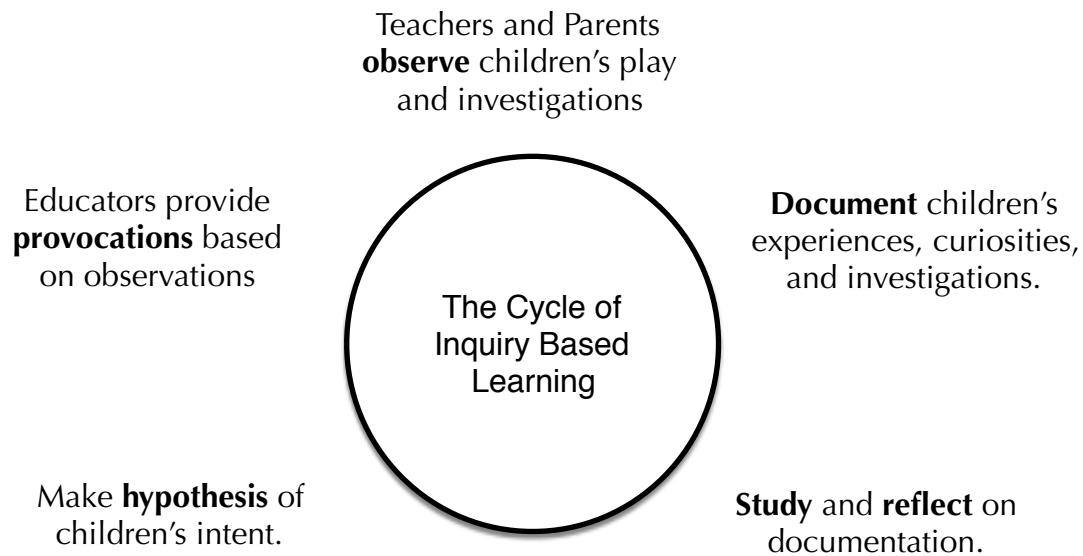 Teachers and Parents
observe children’s play
and investigations
Educators provide
provocations based
on observations
Document children’s
experiences, curiosities,
and investigations.
The Cycle of
Inquiry Based
Learning
Make hypothesis of
children’s intent.
Study and reflect on
documentation.